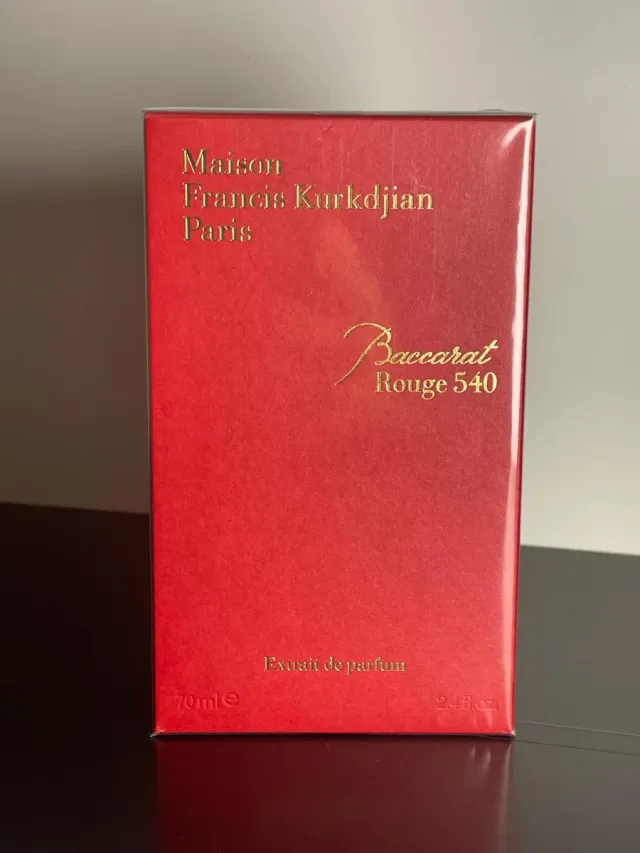 Maison
Francis Kurkdjian
Paris
Baccarat
Rouge 540
Extrait de parfum
70ml ℮ 2.4fl.oz.